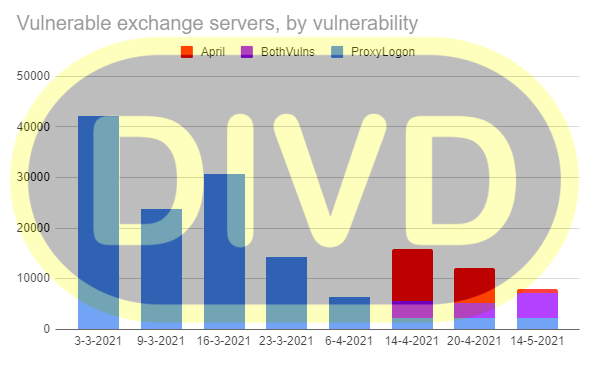 Vulnerable exchange servers, by vulnerability
April BothVulns ProxyLogon
50000
40000
30000
20000
10000
0
DIVD
3-3-2021 9-3-2021 16-3-2021 23-3-2021 6-4-2021 14-4-2021 20-4-2021 14-5-2021